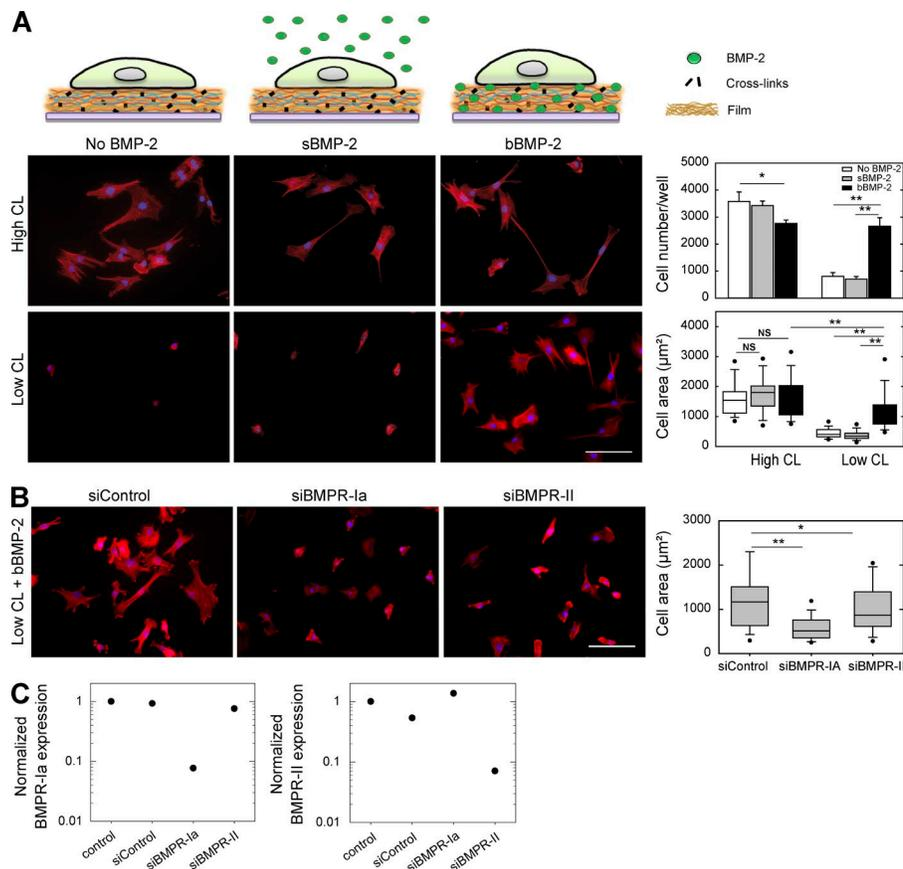 A
BMP-2
Cross-links
Film
No BMP-2
sBMP-2
bBMP-2
High CL
Low CL
Cell number/well
5000
4000
3000
2000
1000
0
No BMP-2
sBMP-2
bBMP-2
*
**
**
Cell area (µm²)
4000
3000
2000
1000
0
NS
NS
**
**
**
High CL
Low CL
B
siControl
siBMPR-Ia
siBMPR-II
Low CL + bBMP-2
Cell area (µm²)
3000
2000
1000
0
*
**
siControl
siBMPR-IA
siBMPR-II
C
Normalized
BMPR-Ia expression
1
0.1
0.01
control
siControl
siBMPR-Ia
siBMPR-II
Normalized
BMPR-II expression
1
0.1
0.01
control
siControl
siBMPR-Ia
siBMPR-II